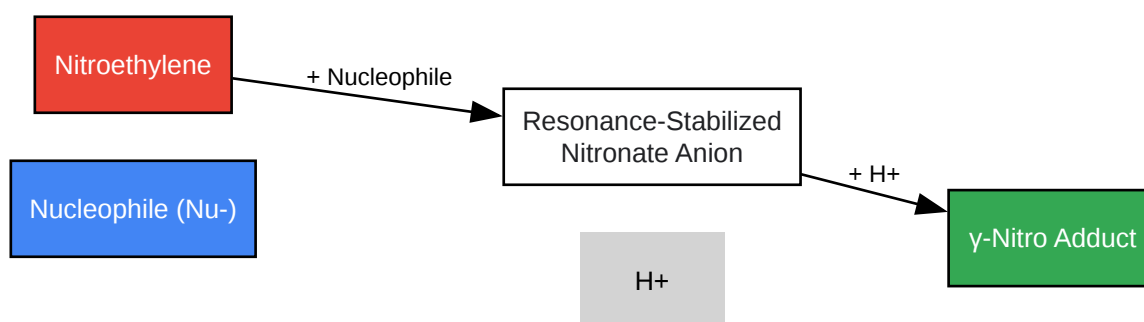 Nitroethylene
+ Nucleophile
Resonance-Stabilized
Nitronate Anion
+ H+
Nucleophile (Nu-)
γ-Nitro Adduct
H+